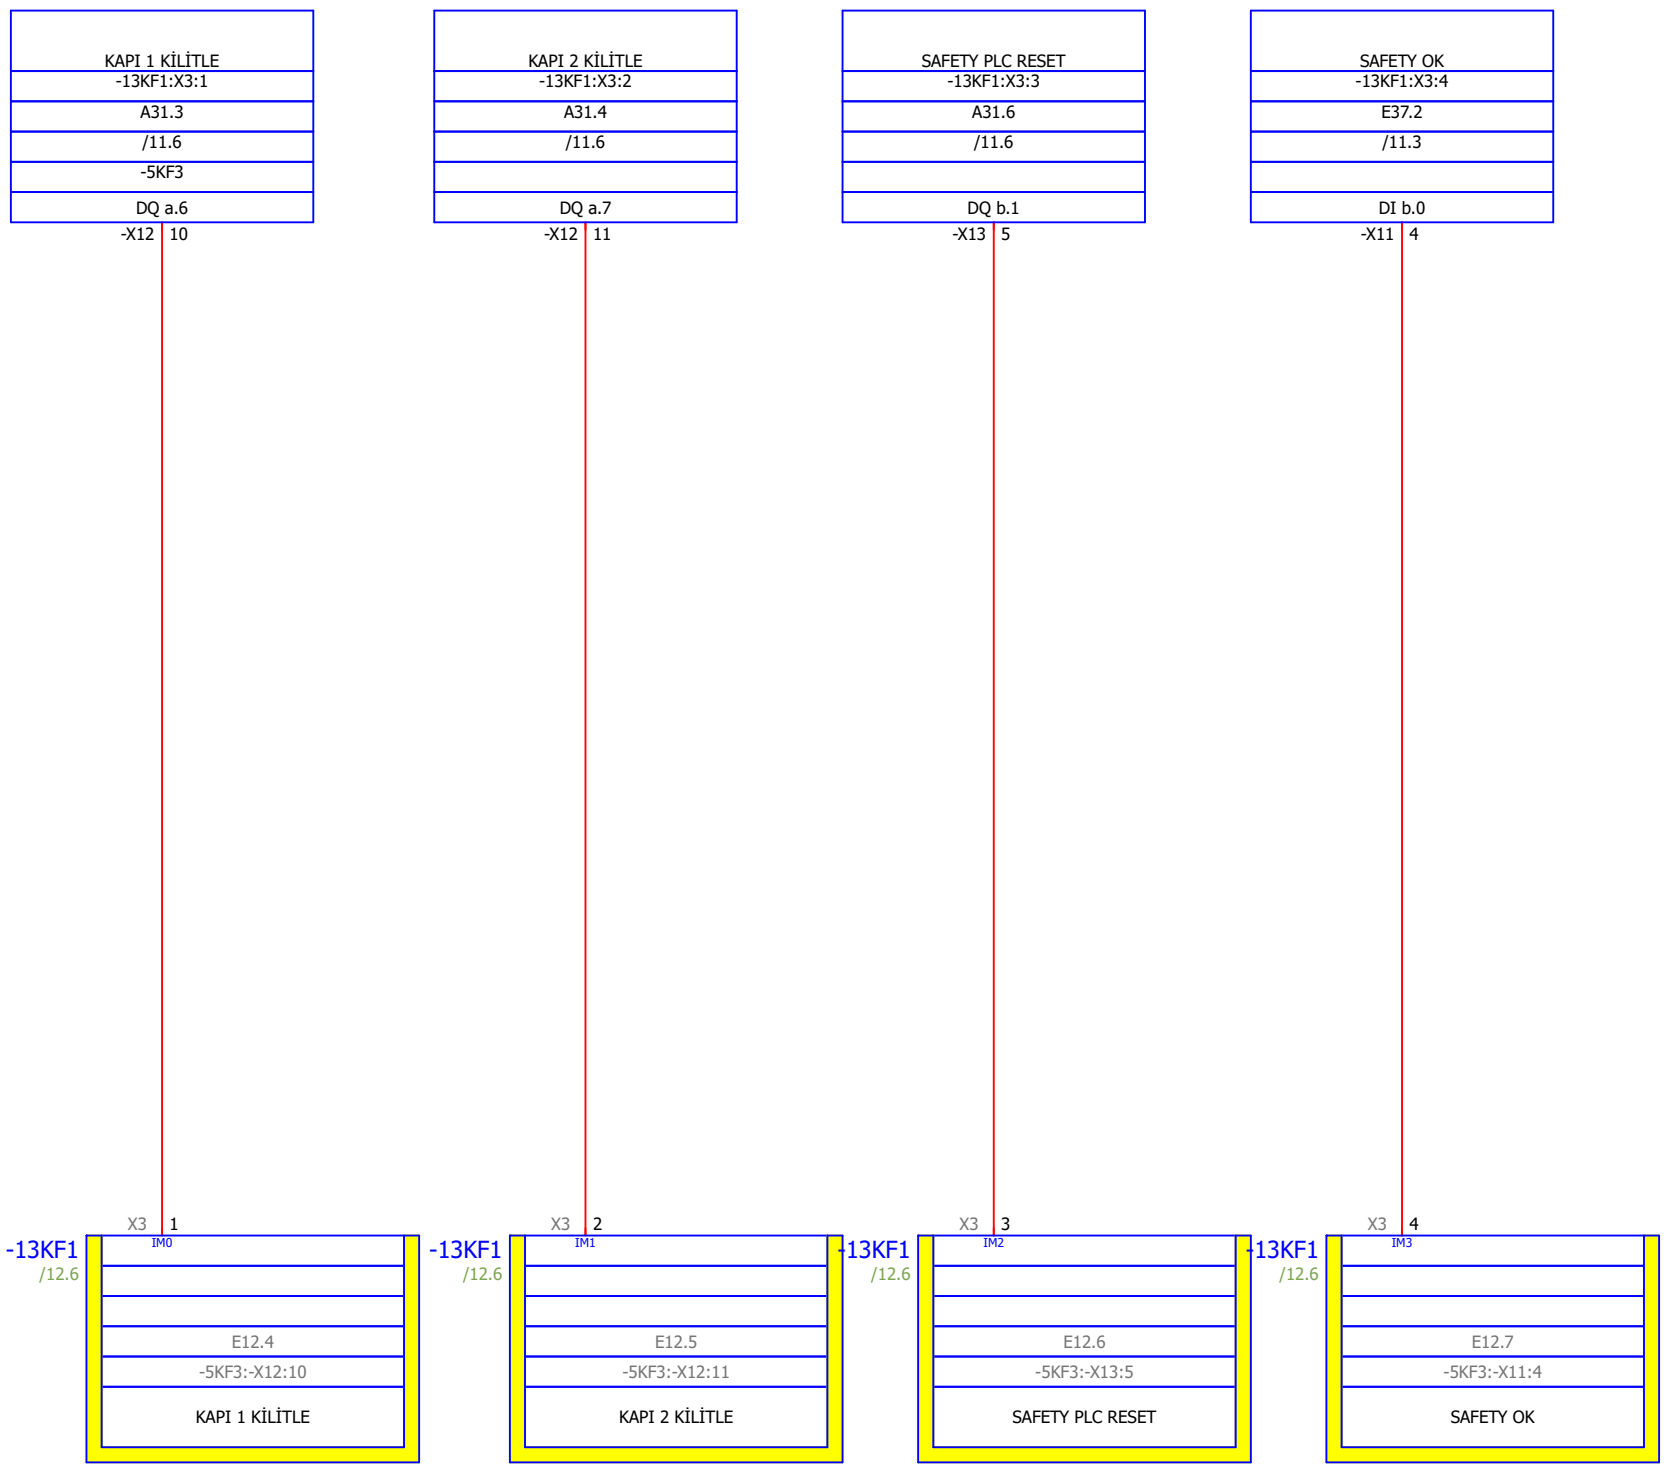 KAPI 1 KİLİTLE
-13KF1:X3:1
A31.3
/11.6
-5KF3
DQ a.6
-X12 10
KAPI 2 KİLİTLE
-13KF1:X3:2
A31.4
/11.6
DQ a.7
-X12 11
SAFETY PLC RESET
-13KF1:X3:3
A31.6
/11.6
DQ b.1
-X13 5
SAFETY OK
-13KF1:X3:4
E37.2
/11.3
DI b.0
-X11 4
X3 1
-13KF1
IM0
/12.6
E12.4
-5KF3:-X12:10
KAPI 1 KİLİTLE
X3 2
-13KF1
IM1
/12.6
E12.5
-5KF3:-X12:11
KAPI 2 KİLİTLE
X3 3
-13KF1
IM2
/12.6
E12.6
-5KF3:-X13:5
SAFETY PLC RESET
X3 4
-13KF1
IM3
/12.6
E12.7
-5KF3:-X11:4
SAFETY OK